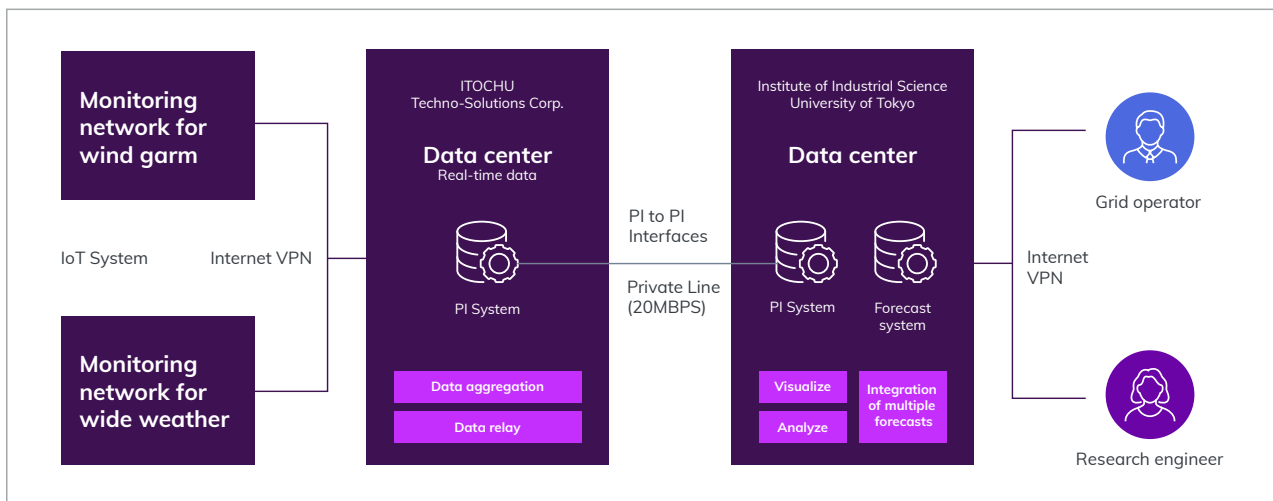 Monitoring
network for
wind garm
IoT System
Internet VPN
Monitoring
network for
wide weather
ITOCHU
Techno-Solutions Corp.
Data center
Real-time data
PI System
Data aggregation
Data relay
PI to PI
Interfaces
Private Line
(20MBPS)
Institute of Industrial Science
University of Tokyo
Data center
PI System
Forecast
system
Visualize
Analyze
Integration
of multiple
forecasts
Internet
VPN
Grid operator
Research engineer